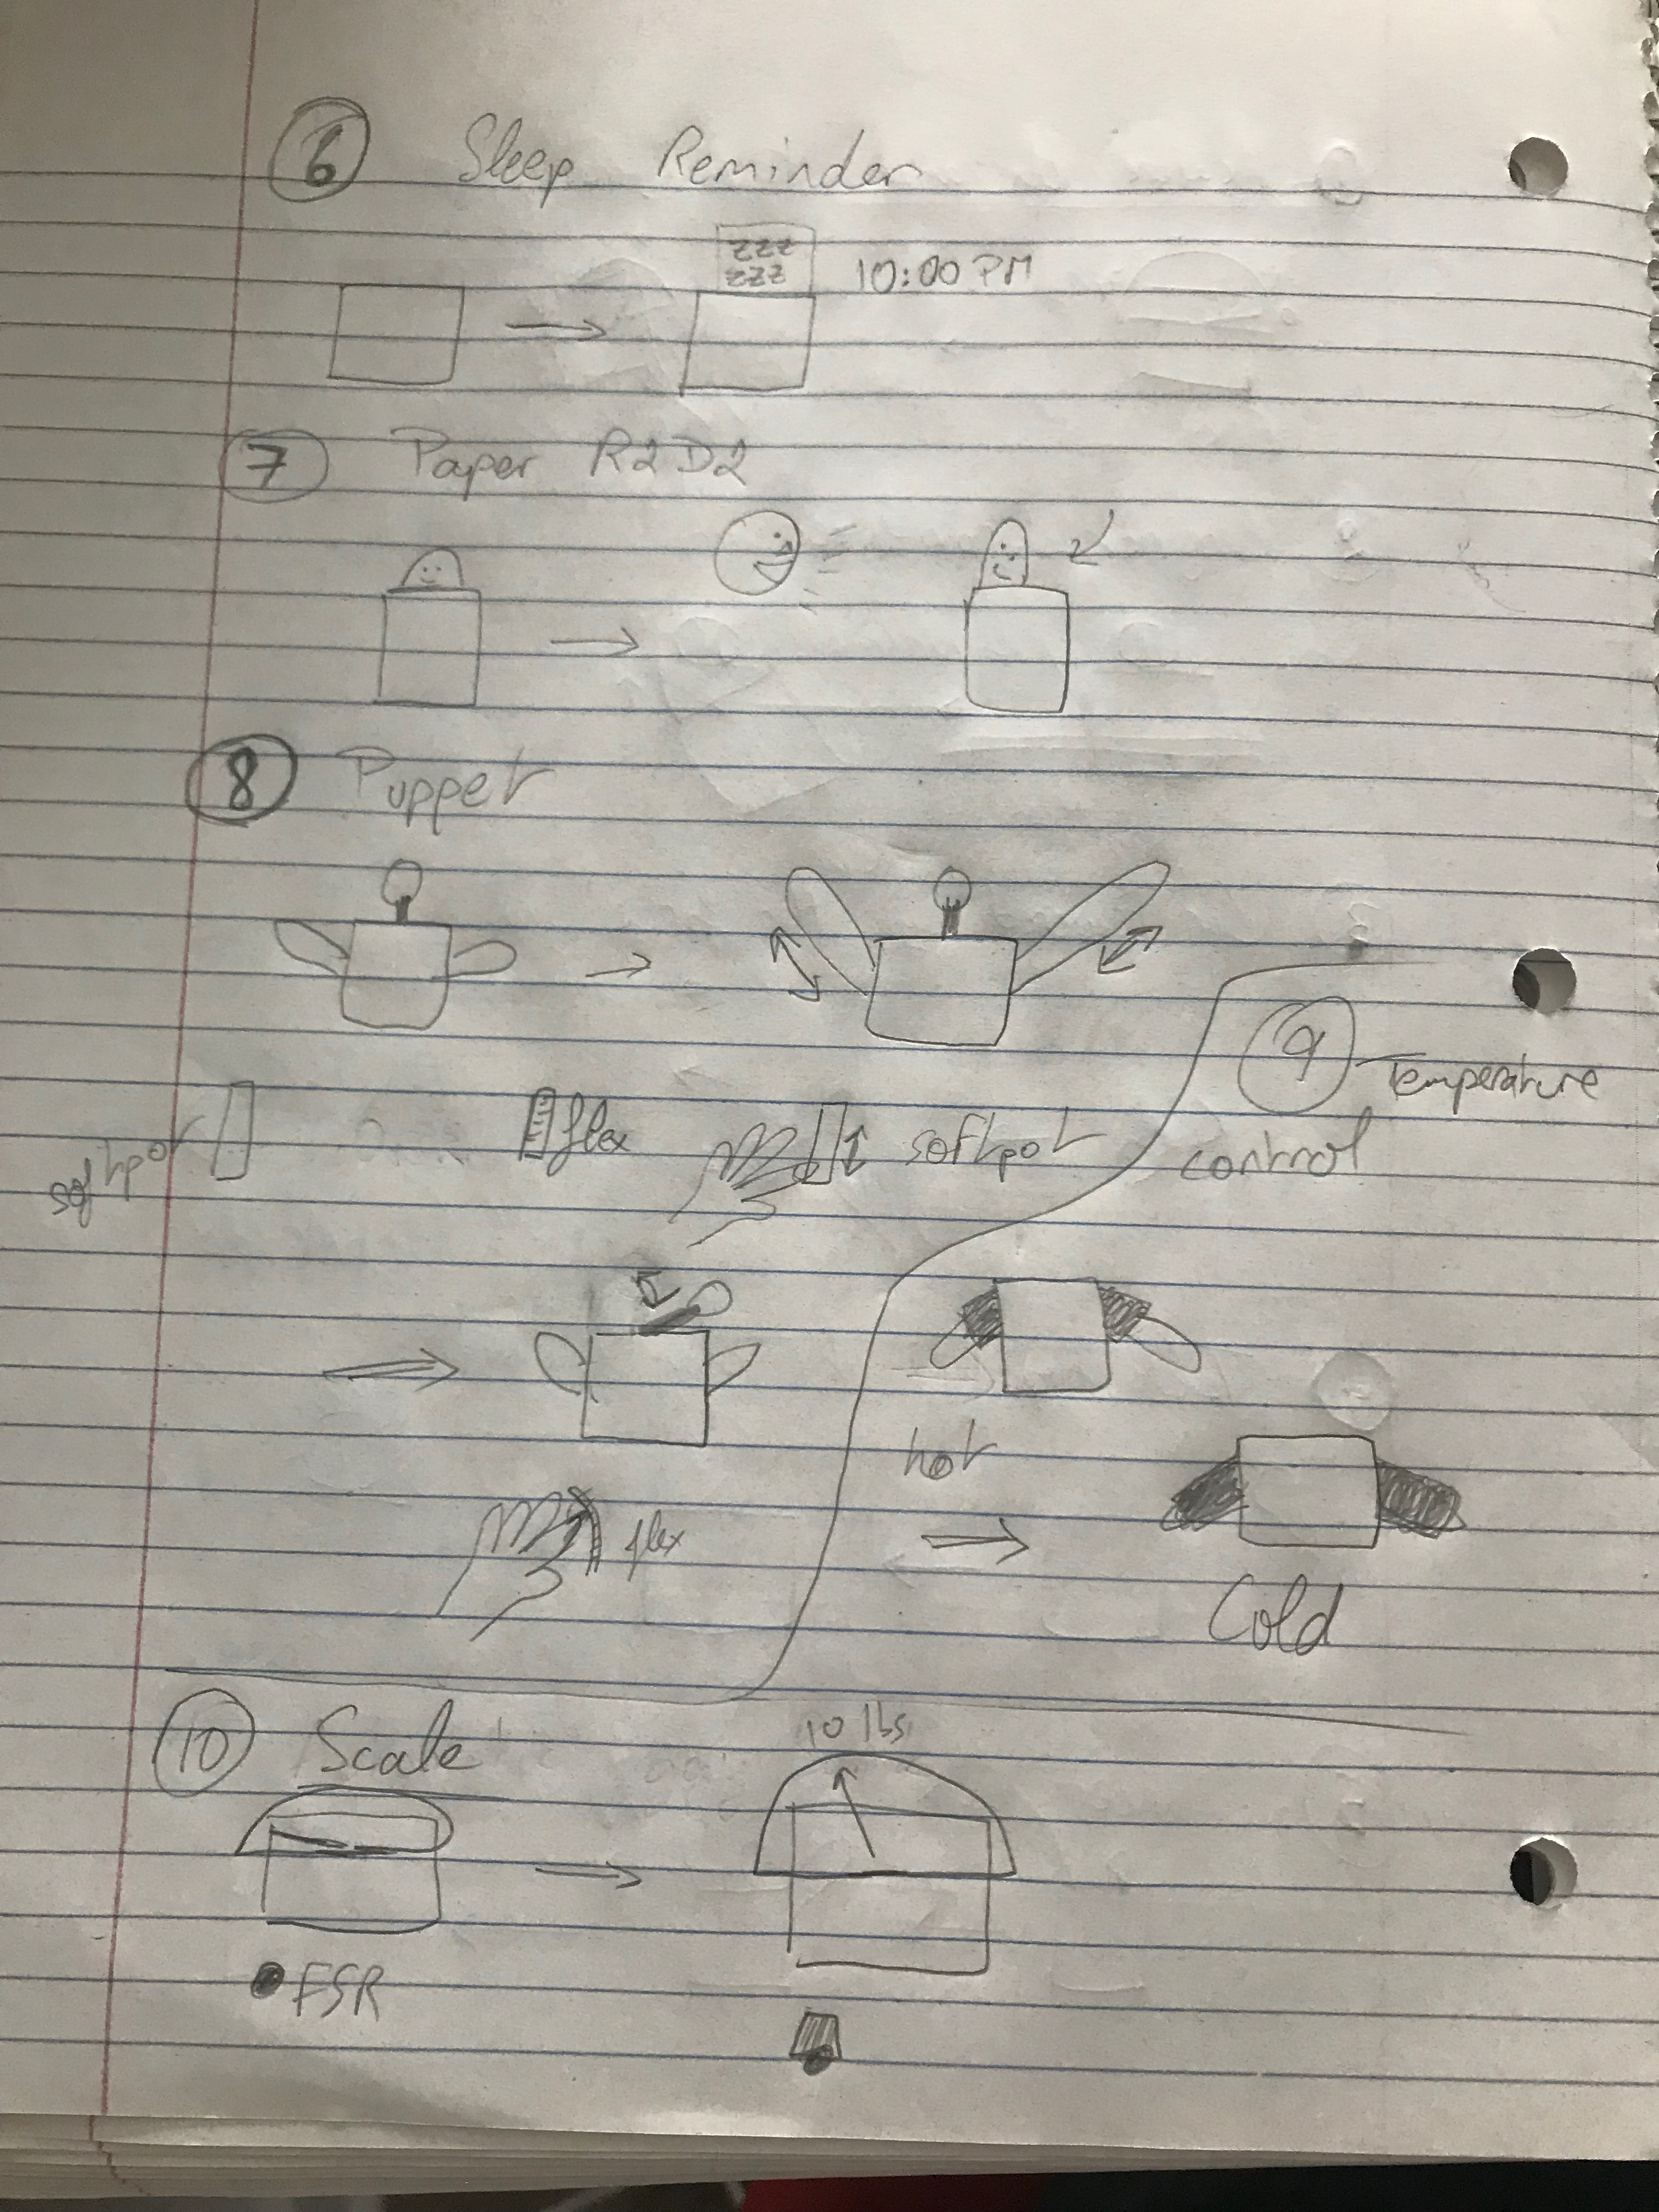 6 Sleep Reminder
zzz
zzz
10:00 PM
7 Paper R2D2
8 Puppet
softpot
flex
softpot
9 Temperature
control
hot
flex
Cold
10 Scale
10 lbs
FSR